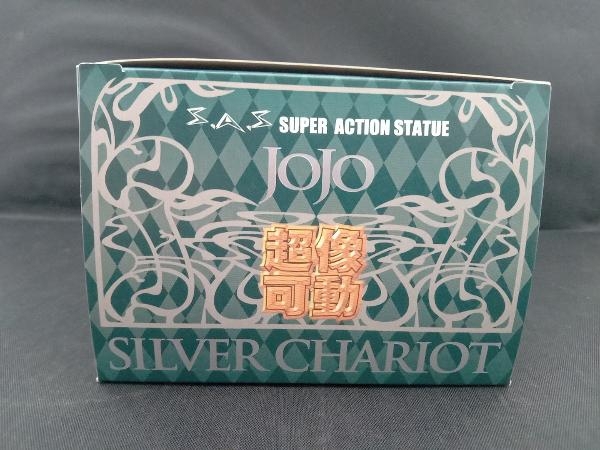 S.A.S SUPER ACTION STATUE
JOJO
超像
可動
SILVER CHARIOT